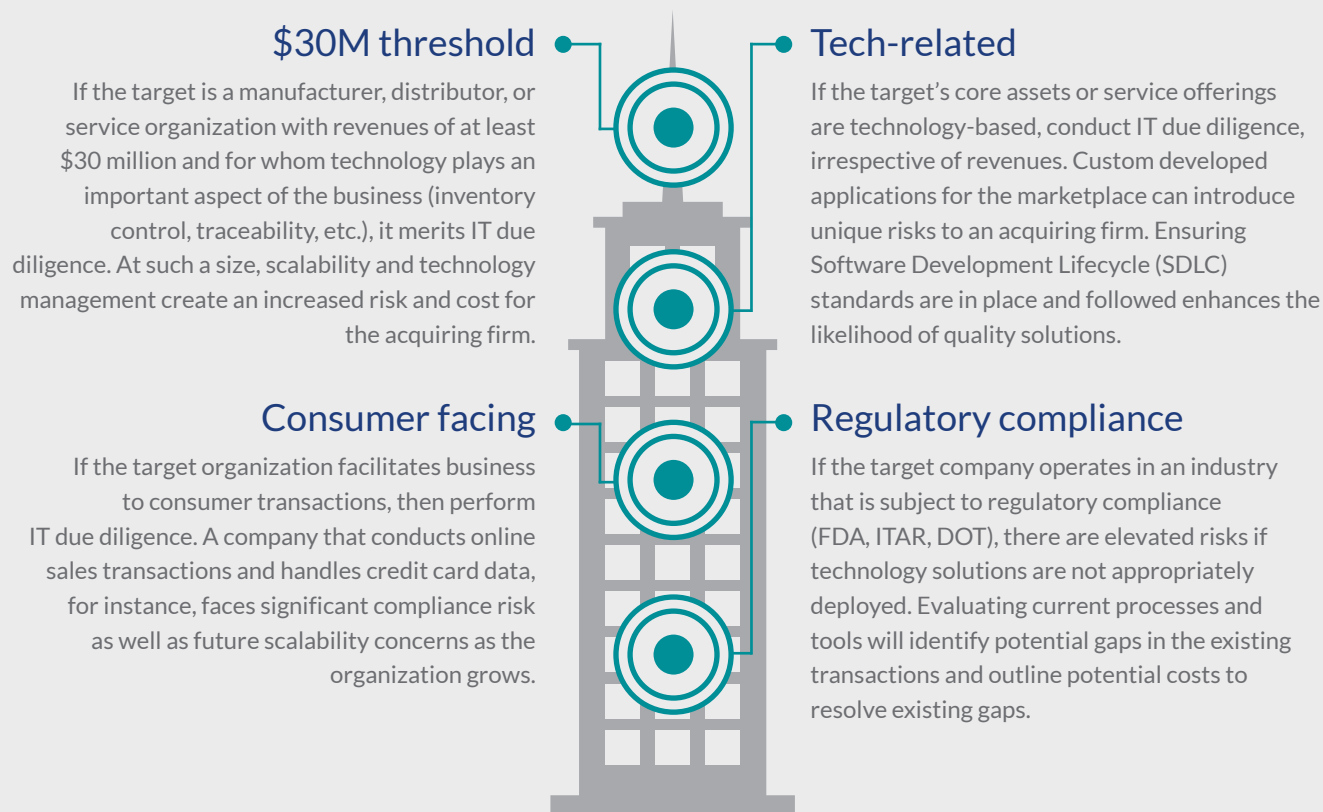 $30M threshold
If the target is a manufacturer, distributor, or
service organization with revenues of at least
$30 million and for whom technology plays an
important aspect of the business (inventory
control, traceability, etc.), it merits IT due
diligence. At such a size, scalability and technology
management create an increased risk and cost for
the acquiring firm.
Tech-related
If the target’s core assets or service offerings
are technology-based, conduct IT due diligence,
irrespective of revenues. Custom developed
applications for the marketplace can introduce
unique risks to an acquiring firm. Ensuring
Software Development Lifecycle (SDLC)
standards are in place and followed enhances the
likelihood of quality solutions.
Consumer facing
If the target organization facilitates business
to consumer transactions, then perform
IT due diligence. A company that conducts online
sales transactions and handles credit card data,
for instance, faces significant compliance risk
as well as future scalability concerns as the
organization grows.
Regulatory compliance
If the target company operates in an industry
that is subject to regulatory compliance
(FDA, ITAR, DOT), there are elevated risks if
technology solutions are not appropriately
deployed. Evaluating current processes and
tools will identify potential gaps in the existing
transactions and outline potential costs to
resolve existing gaps.